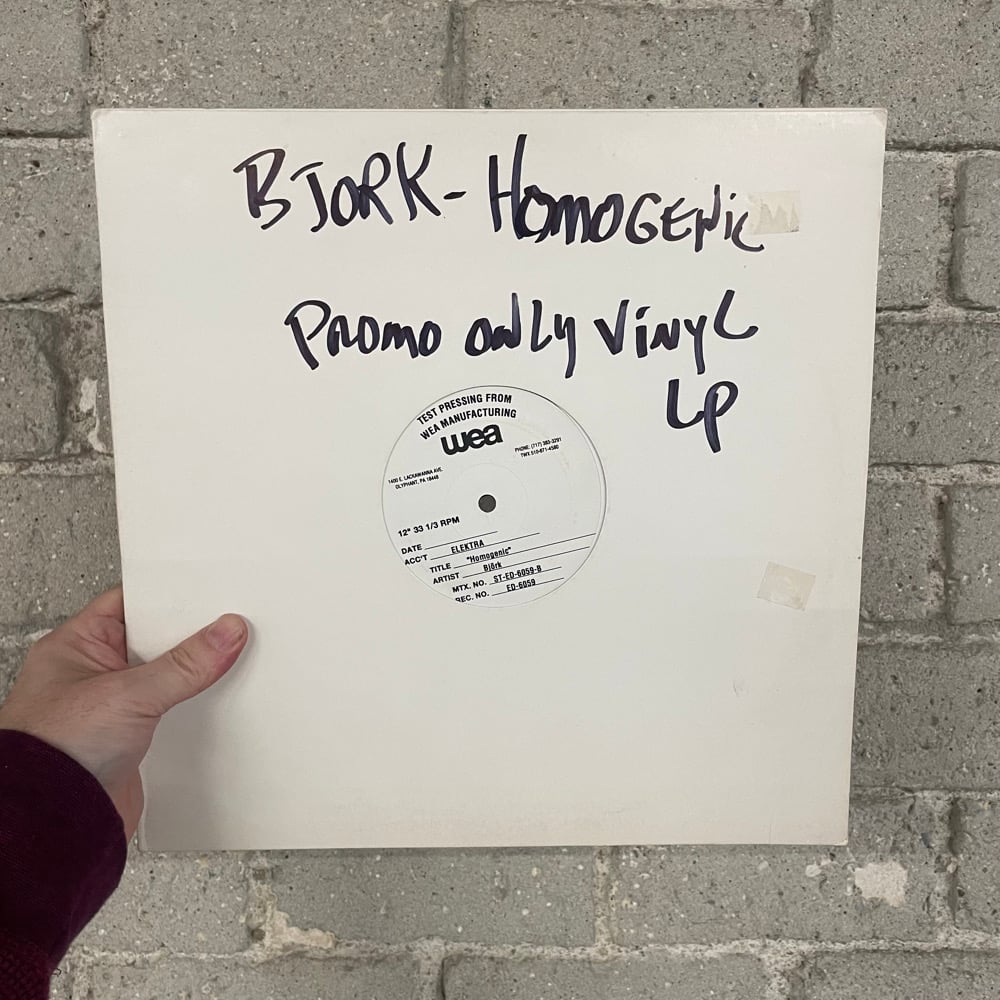 BJORK - HOMOGENIC
PROMO ONLY VINYL
LP
TEST PRESSING FROM
WEA MANUFACTURING
wea
1400 E. LACKAWANNA AVE.
OLYPHANT, PA 18448
PHONE: (717) 383-3291
TWX 510-671-4580
12" 33 1/3 RPM
DATE
ACC'T ELEKTRA
TITLE "Homogenic"
ARTIST Björk
MTX. NO. ST-ED-6059-B
REC. NO. ED-6059